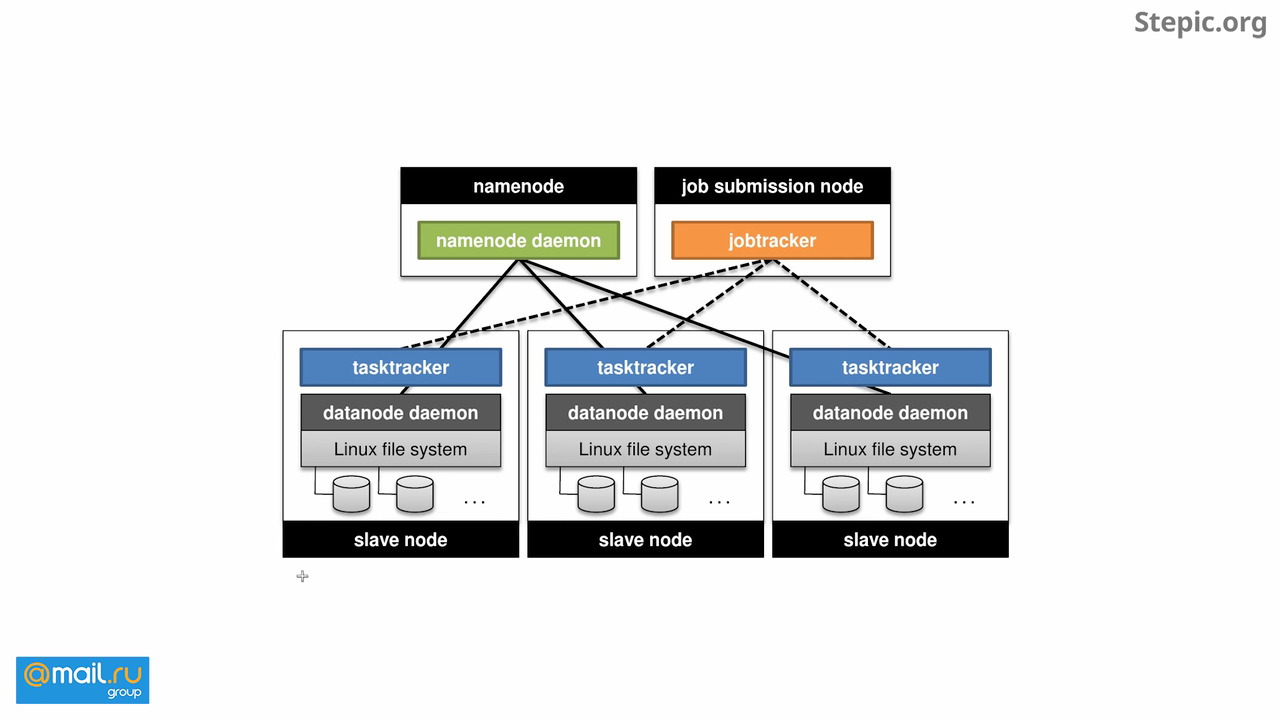 Stepic.org
namenode
job submission node
namenode daemon
jobtracker
tasktracker
tasktracker
tasktracker
datanode daemon
datanode daemon
datanode daemon
Linux file system
Linux file system
Linux file system
...
...
...
slave node
slave node
slave node
@mail.ru
group